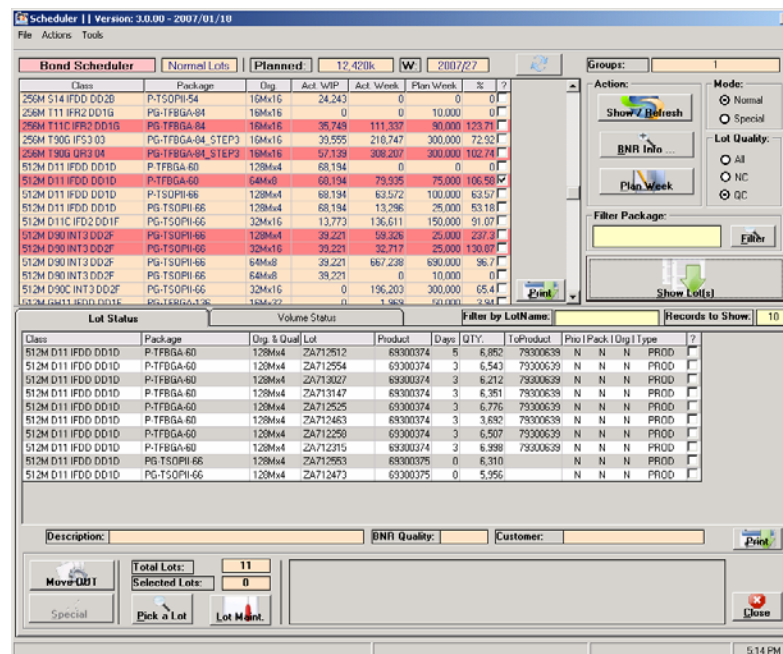 Scheduler || Version: 3.0.00 - 2007/01/18
File Actions Tools
Bond Scheduler Normal Lots Planned: 12,420k W: 2007/27 Groups: 1
Class Package Org. Act. WIP Act. Week Plan Week % ?
256M S14 IFDD DD2B P-TSOPII-54 16Mx16 24,243 0 0 0
256M T11 IFR2 DD1G PG-TFBGA-84 16Mx16 0 0 10,000 0
256M T11C IFR2 DD1G PG-TFBGA-84 16Mx16 35,749 111,337 90,000 123.71
256M T90G IFS3 03 PG-TFBGA-84_STEP3 16Mx16 39,555 218,747 300,000 72.92
256M T90G QR3 04 PG-TFBGA-84_STEP3 16Mx16 57,139 308,207 300,000 102.74
512M D11 IFDD DD1D P-TFBGA-60 128Mx4 68,194 0 0 0
512M D11 IFDD DD1D P-TFBGA-60 64Mx8 68,194 79,935 75,000 106.58
512M D11 IFDD DD1D P-TSOPII-66 128Mx4 68,194 63,572 100,000 63.57
512M D11 IFDD DD1D PG-TSOPII-66 128Mx4 68,194 13,296 25,000 53.18
512M D11C IFD2 DD1F PG-TSOPII-66 32Mx16 13,773 136,611 150,000 91.07
512M D90 INT3 DD2F PG-TSOPII-66 128Mx4 39,221 59,326 25,000 237.3
512M D90 INT3 DD2F PG-TSOPII-66 32Mx16 39,221 32,717 25,000 130.87
512M D90 INT3 DD2F PG-TSOPII-66 64Mx8 39,221 667,238 690,000 96.7
512M D90 INT3 DD2F PG-TSOPII-66 64Mx8 39,221 0 10,000 0
512M D90C INT3 DD2F PG-TSOPII-66 32Mx16 0 196,203 300,000 65.4
512M GH11 IFDD DD1F PG-TFBGA-136 16Mx32 0 1,969 50,000 3.94
Print
Action:
Show / Refresh
BNR Info ...
Plan Week
Mode:
Normal
Special
Lot Quality:
All
NC
QC
Filter Package:
Filter
Show Lot(s)
Lot Status Volume Status Filter by LotName: Records to Show: 10
Class Package Org. & Qual Lot Product Days QTY. ToProduct Prio Pack Org Type ?
512M D11 IFDD DD1D P-TFBGA-60 128Mx4 ZA712512 69300374 5 6,852 79300639 N N N PROD
512M D11 IFDD DD1D P-TFBGA-60 128Mx4 ZA712554 69300374 3 6,543 79300639 N N N PROD
512M D11 IFDD DD1D P-TFBGA-60 128Mx4 ZA713027 69300374 3 6,212 79300639 N N N PROD
512M D11 IFDD DD1D P-TFBGA-60 128Mx4 ZA713147 69300374 3 6,351 79300639 N N N PROD
512M D11 IFDD DD1D P-TFBGA-60 128Mx4 ZA712525 69300374 3 6,776 79300639 N N N PROD
512M D11 IFDD DD1D P-TFBGA-60 128Mx4 ZA712463 69300374 3 3,692 79300639 N N N PROD
512M D11 IFDD DD1D P-TFBGA-60 128Mx4 ZA712258 69300374 3 6,507 79300639 N N N PROD
512M D11 IFDD DD1D P-TFBGA-60 128Mx4 ZA712315 69300374 3 6,998 79300639 N N N PROD
512M D11 IFDD DD1D PG-TSOPII-66 128Mx4 ZA712553 69300375 0 6,310 N N N PROD
512M D11 IFDD DD1D PG-TSOPII-66 128Mx4 ZA712473 69300375 0 5,956 N N N PROD
Description: BNR Quality: Customer: Print
Move OUT
Special
Total Lots: 11
Selected Lots: 0
Pick a Lot
Lot Maint.
Close
5:14 PM